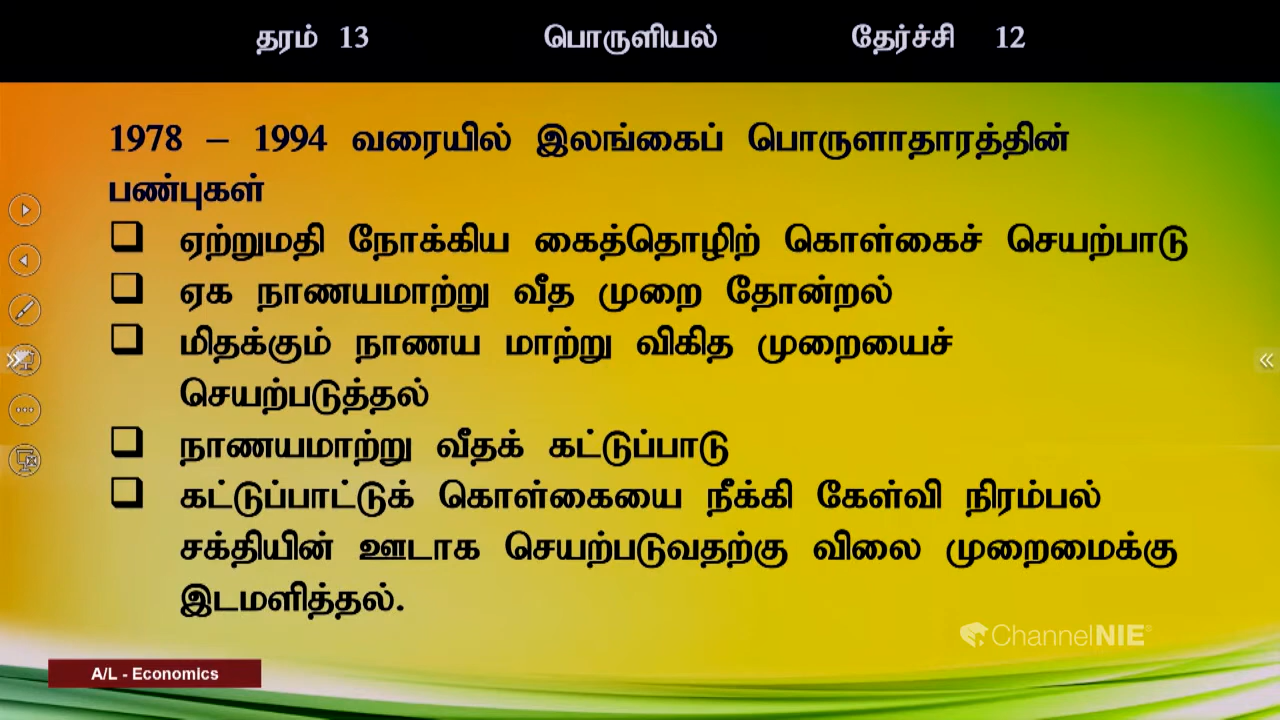 தரம் 13 பொருளியல் தேர்ச்சி 12
1978 – 1994 வரையில் இலங்கைப் பொருளாதாரத்தின்
பண்புகள்
❑ ஏற்றுமதி நோக்கிய கைத்தொழிற் கொள்கைச் செயற்பாடு
❑ ஏக நாணயமாற்று வீத முறை தோன்றல்
❑ மிதக்கும் நாணய மாற்று விகித முறையைச்
செயற்படுத்தல்
❑ நாணயமாற்று வீதக் கட்டுப்பாடு
❑ கட்டுப்பாட்டுக் கொள்கையை நீக்கி கேள்வி நிரம்பல்
சக்தியின் ஊடாக செயற்படுவதற்கு விலை முறைமைக்கு
இடமளித்தல்.
ChannelNIE
A/L - Economics